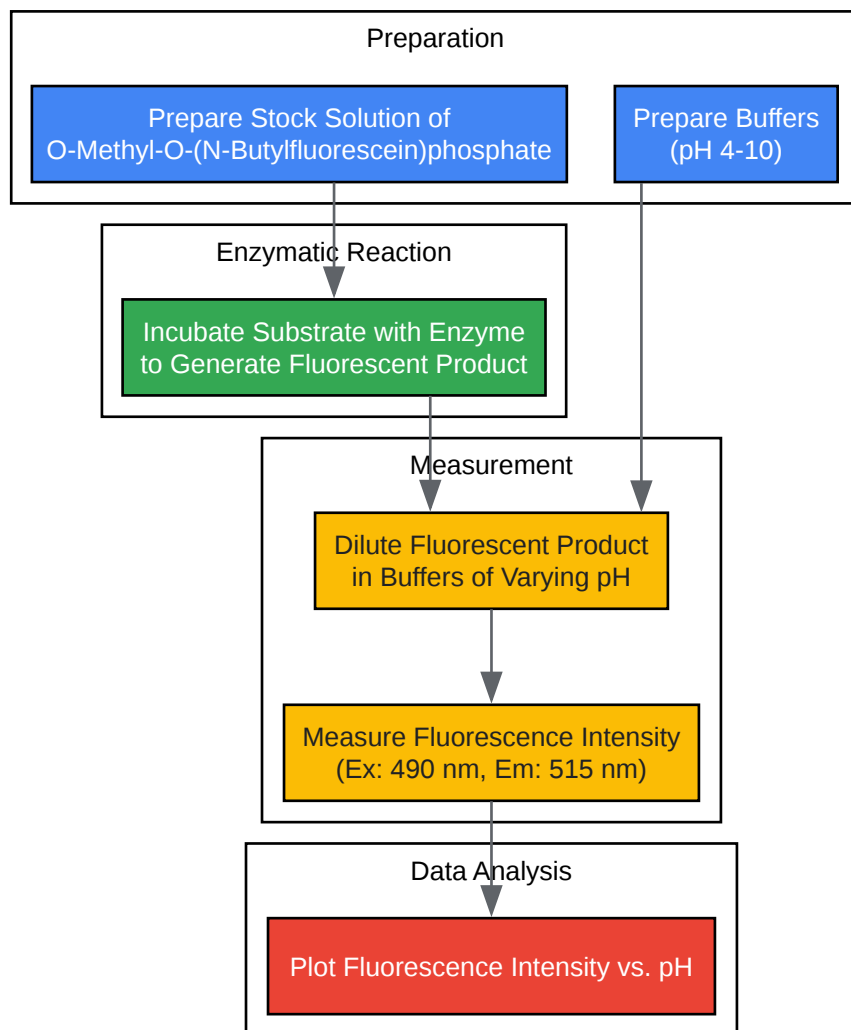 Preparation
Prepare Stock Solution of
O-Methyl-O-(N-Butylfluorescein)phosphate
Prepare Buffers
(pH 4-10)
Enzymatic Reaction
Incubate Substrate with Enzyme
to Generate Fluorescent Product
Measurement
Dilute Fluorescent Product
in Buffers of Varying pH
Measure Fluorescence Intensity
(Ex: 490 nm, Em: 515 nm)
Data Analysis
Plot Fluorescence Intensity vs. pH